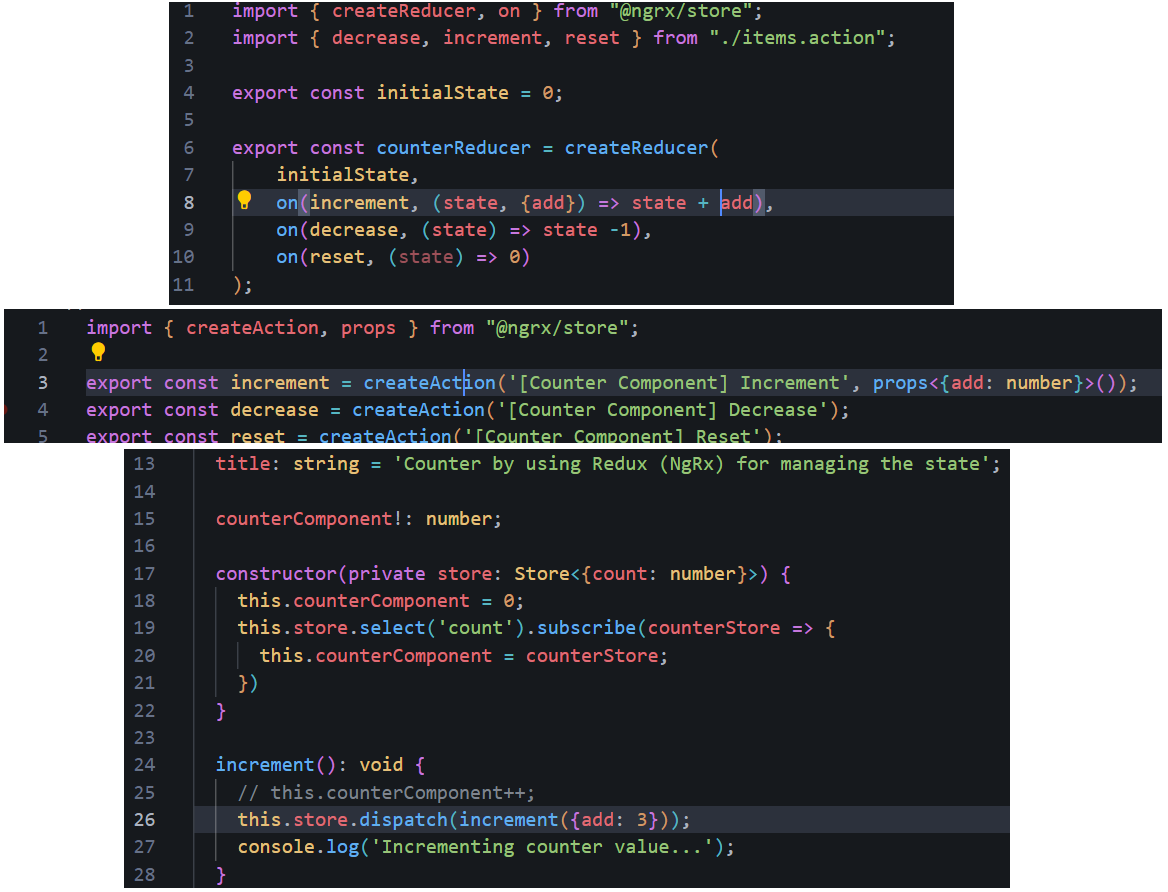 1 import { createReducer, on } from "@ngrx/store";
2 import { decrease, increment, reset } from "./items.action";
3
4 export const initialState = 0;
5
6 export const counterReducer = createReducer(
7 initialState,
8 on(increment, (state, {add}) => state + add),
9 on(decrease, (state) => state -1),
10 on(reset, (state) => 0)
11 );
1 import { createAction, props } from "@ngrx/store";
2
3 export const increment = createAction('[Counter Component] Increment', props<{add: number}>());
4 export const decrease = createAction('[Counter Component] Decrease');
5 export const reset = createAction('[Counter Component] Reset');
13 title: string = 'Counter by using Redux (NgRx) for managing the state';
14
15 counterComponent!: number;
16
17 constructor(private store: Store<{count: number}>) {
18 this.counterComponent = 0;
19 this.store.select('count').subscribe(counterStore => {
20 this.counterComponent = counterStore;
21 })
22 }
23
24 increment(): void {
25 // this.counterComponent++;
26 this.store.dispatch(increment({add: 3}));
27 console.log('Incrementing counter value...');
28 }